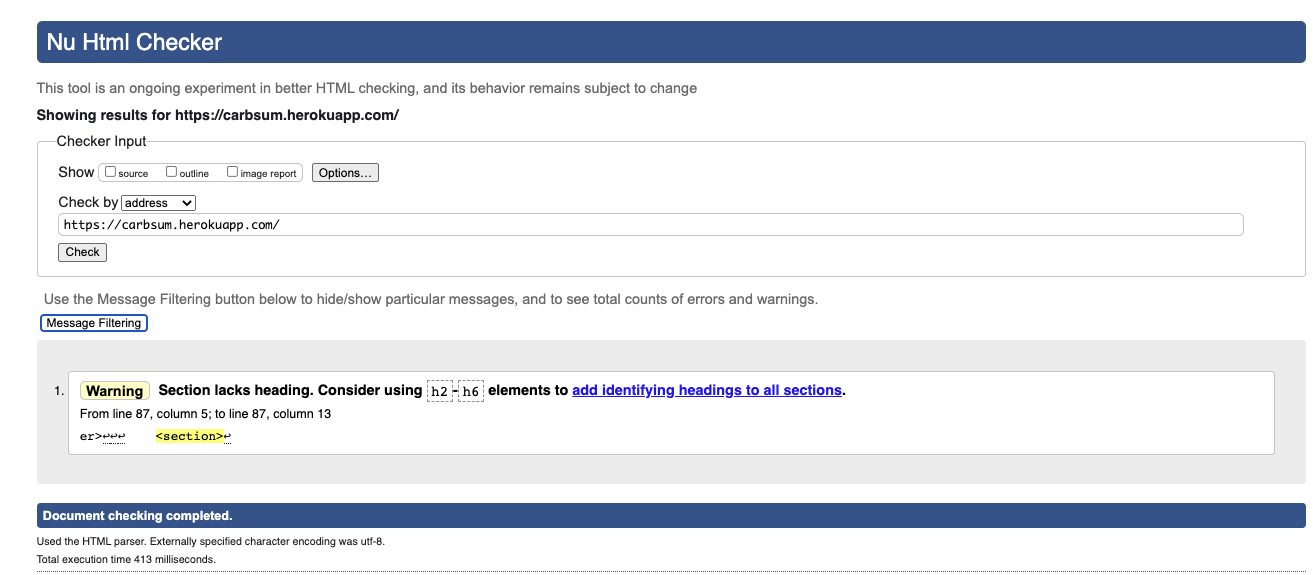 Nu Html Checker
This tool is an ongoing experiment in better HTML checking, and its behavior remains subject to change
Showing results for https://carbsum.herokuapp.com/
Checker Input
Show source outline image report Options...
Check by address
https://carbsum.herokuapp.com/
Check
Use the Message Filtering button below to hide/show particular messages, and to see total counts of errors and warnings.
Message Filtering
1. Warning Section lacks heading. Consider using h2-h6 elements to add identifying headings to all sections.
From line 87, column 5; to line 87, column 13
er>↩↩↩ <section>↩
Document checking completed.
Used the HTML parser. Externally specified character encoding was utf-8.
Total execution time 413 milliseconds.